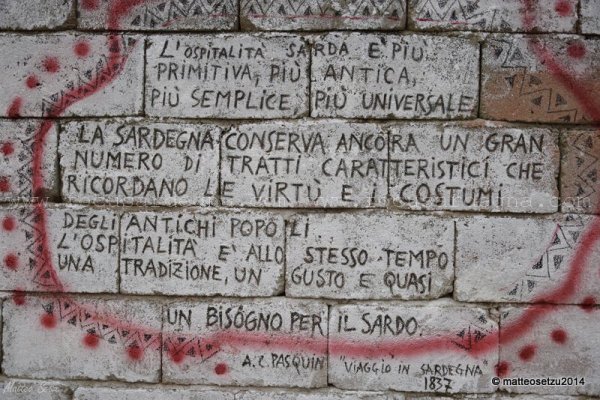 L'OSPITALITÀ SARDA E' PIÙ
PRIMITIVA, PIÙ ANTICA,
PIÙ SEMPLICE, PIÙ UNIVERSALE
LA SARDEGNA CONSERVA ANCORA UN GRAN
NUMERO DI TRATTI CARATTERISTICI CHE
RICORDANO LE VIRTÙ E I COSTUMI
DEGLI ANTICHI POPOLI
L'OSPITALITÀ E' ALLO STESSO TEMPO
UNA TRADIZIONE, UN GUSTO E QUASI
UN BISOGNO PER IL SARDO.
A.C. PASQUIN "VIAGGIO IN SARDEGNA"
1837
© matteosetzu2014